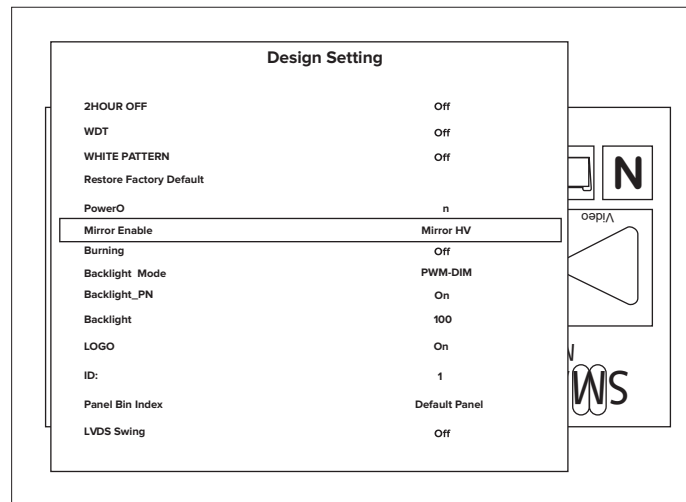 Design Setting
2HOUR OFF Off
WDT Off
WHITE PATTERN Off
Restore Factory Default
PowerO n
Mirror Enable Mirror HV
Burning Off
Backlight Mode PWM-DIM
Backlight_PN On
Backlight 100
LOGO On
ID: 1
Panel Bin Index Default Panel
LVDS Swing Off
N
Video